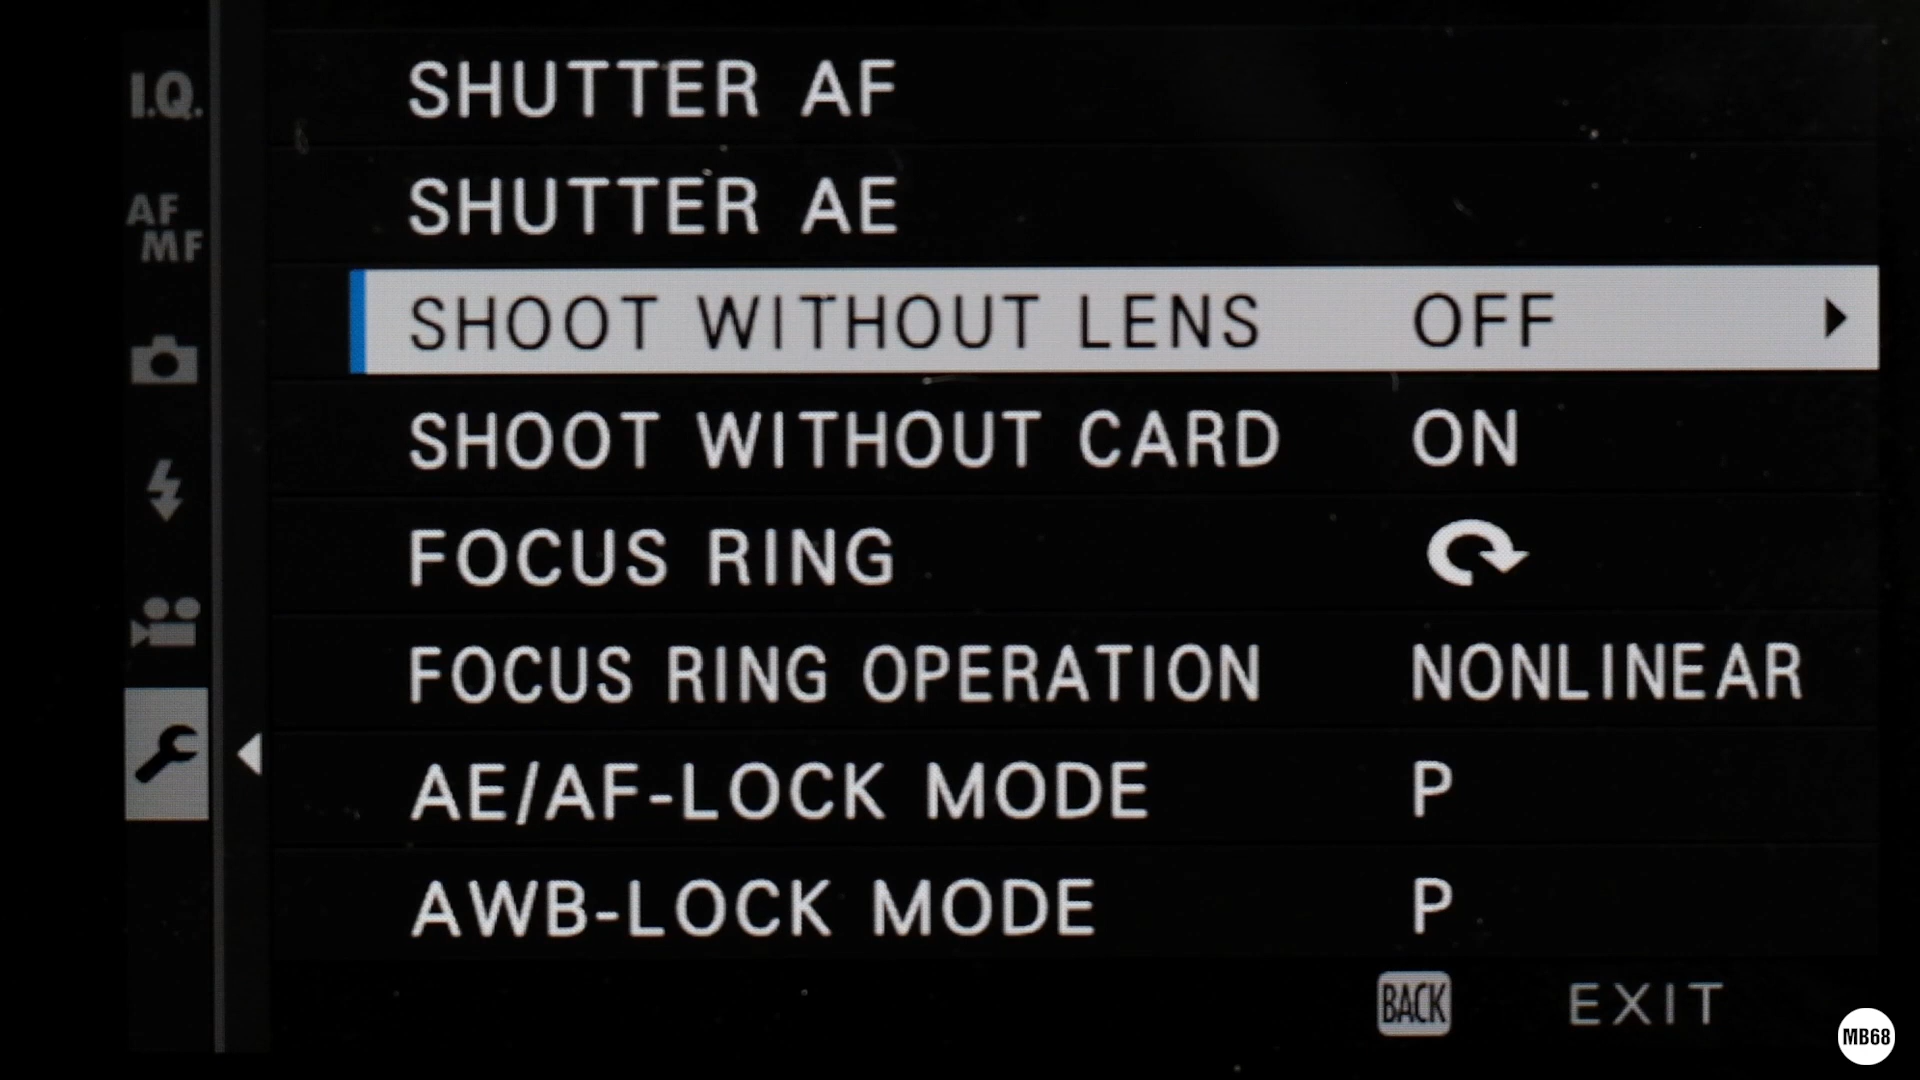 I.Q.
AF
MF
SHUTTER AF
SHUTTER AE
SHOOT WITHOUT LENS OFF
SHOOT WITHOUT CARD ON
FOCUS RING
FOCUS RING OPERATION NONLINEAR
AE/AF-LOCK MODE P
AWB-LOCK MODE P
BACK EXIT
MB68